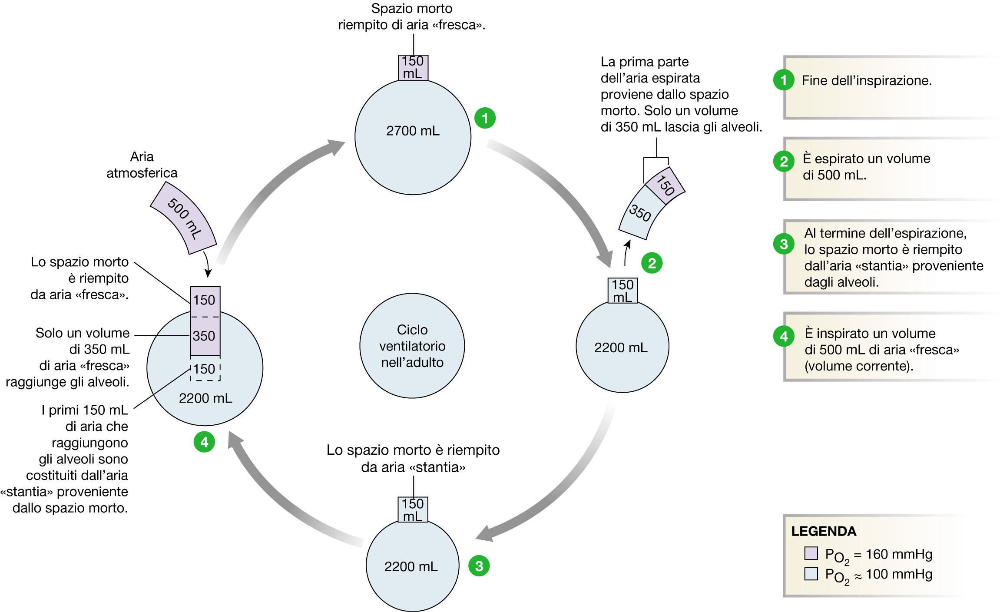 Spazio morto
riempito di aria «fresca».
150
mL
2700 mL
1
La prima parte
dell’aria espirata
proviene dallo spazio
morto. Solo un volume
di 350 mL lascia gli alveoli.
150
350
2
150
mL
2200 mL
Lo spazio morto è riempito
da aria «stantia»
150
mL
2200 mL
3
Aria
atmosferica
500 mL
Lo spazio morto
è riempito
da aria «fresca».
150
Solo un volume
di 350 mL
di aria «fresca»
raggiunge gli alveoli.
350
150
2200 mL
I primi 150 mL
di aria che
raggiungono
gli alveoli sono
costituiti dall’aria
«stantia» proveniente
dallo spazio morto.
4
Ciclo
ventilatorio
nell’adulto
1 Fine dell’inspirazione.
2 È espirato un volume
di 500 mL.
3 Al termine dell’espirazione,
lo spazio morto è riempito
dall’aria «stantia» proveniente
dagli alveoli.
4 È inspirato un volume
di 500 mL di aria «fresca»
(volume corrente).
LEGENDA
PO2 = 160 mmHg
PO2 ≈ 100 mmHg